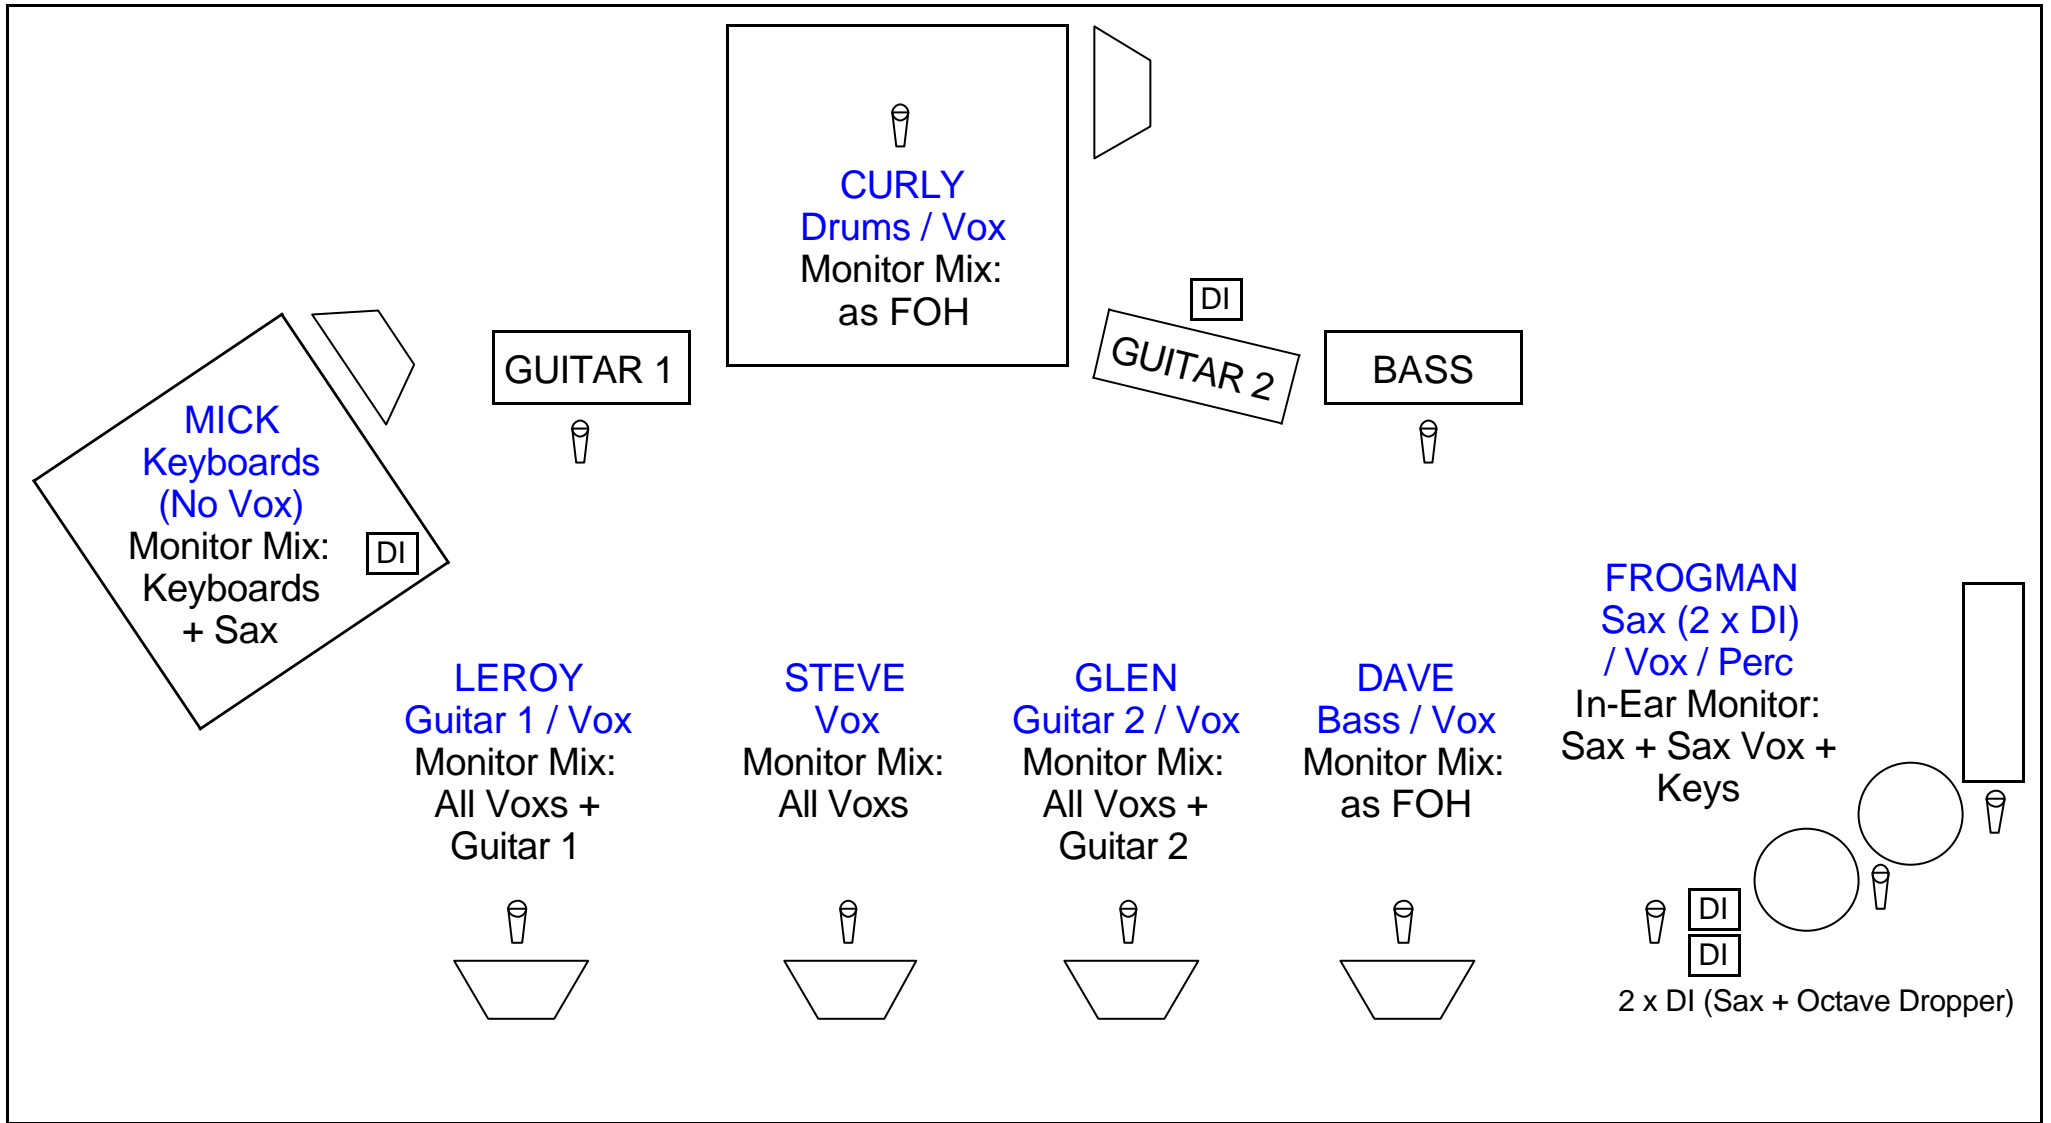 CURLY
Drums / Vox
Monitor Mix:
as FOH
DI
GUITAR 1
GUITAR 2
BASS
MICK
Keyboards
(No Vox)
Monitor Mix:
Keyboards
+ Sax
DI
LEROY
Guitar 1 / Vox
Monitor Mix:
All Voxs +
Guitar 1
STEVE
Vox
Monitor Mix:
All Voxs
GLEN
Guitar 2 / Vox
Monitor Mix:
All Voxs +
Guitar 2
DAVE
Bass / Vox
Monitor Mix:
as FOH
FROGMAN
Sax (2 x DI)
/ Vox / Perc
In-Ear Monitor:
Sax + Sax Vox +
Keys
DI
DI
2 x DI (Sax + Octave Dropper)